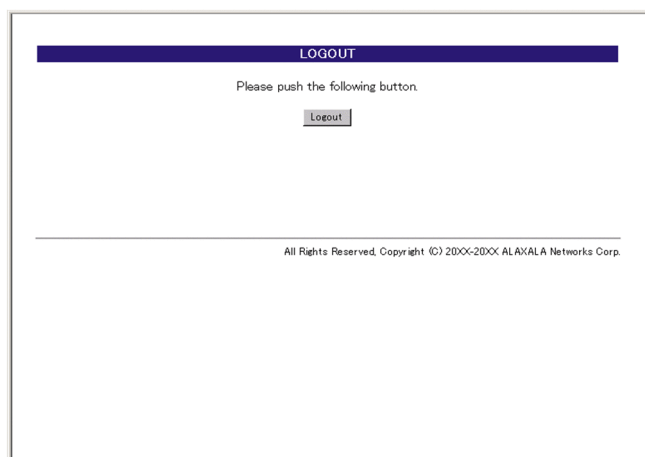 LOGOUT
Please push the following button.
Logout
All Rights Reserved, Copyright (C) 20XX-20XX ALAXALA Networks Corp.